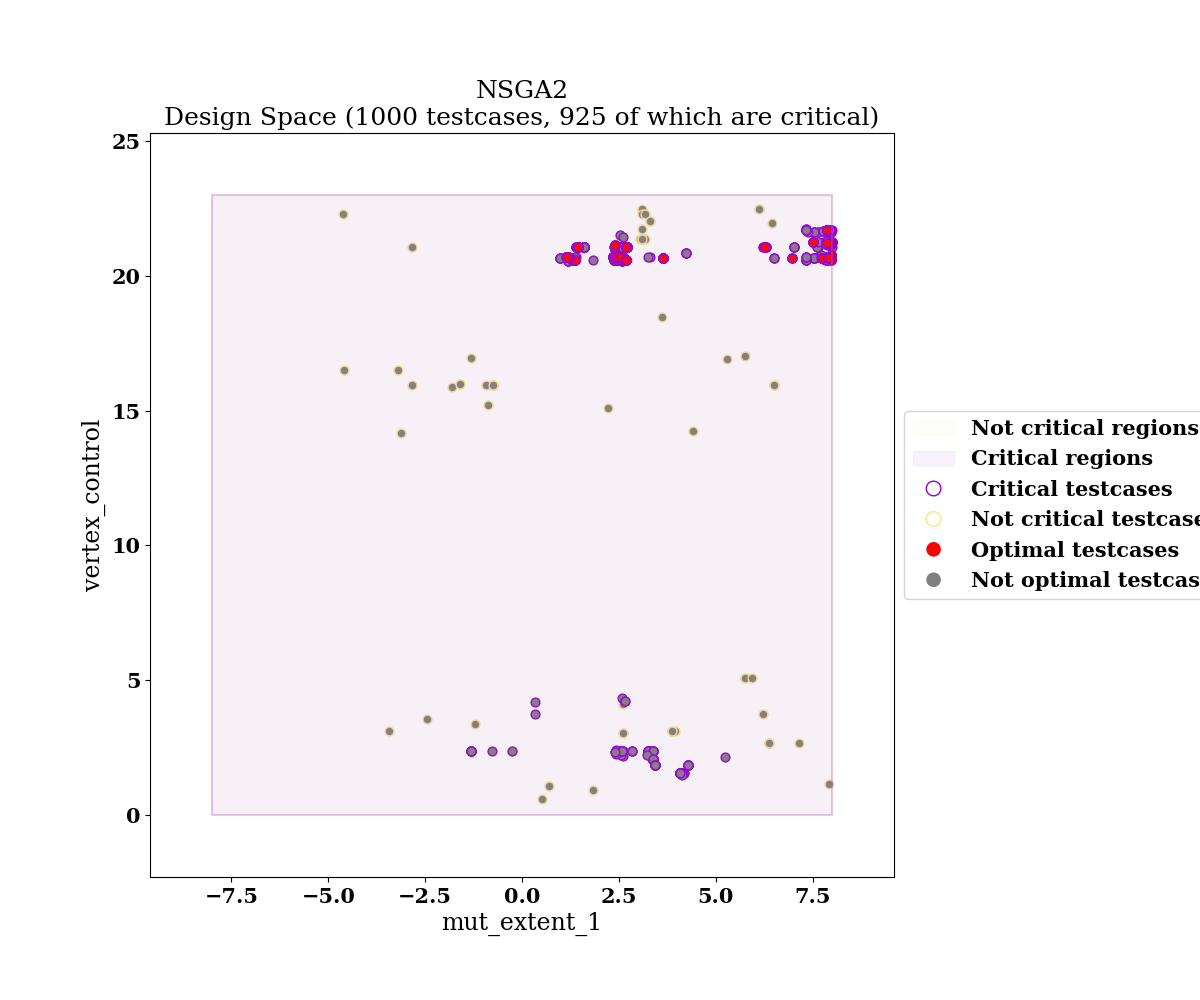 NSGA2
Design Space (1000 testcases, 925 of which are critical)
25
20
15
10
5
0
vertex_control
−7.5
−5.0
−2.5
0.0
2.5
5.0
7.5
mut_extent_1
Not critical regions
Critical regions
Critical testcases
Not critical testcase
Optimal testcases
Not optimal testcas